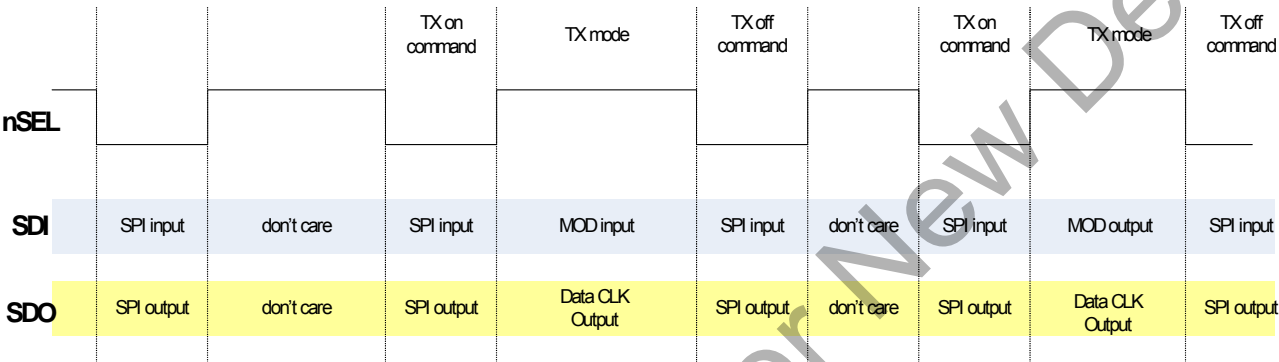 TX on command
TX mode
TX off command
TX on command
TX mode
TX off command
nSEL
SDI
SPI input
don't care
SPI input
MOD input
SPI input
don't care
SPI input
MOD output
SPI input
SDO
SPI output
don't care
SPI output
Data CLK Output
SPI output
don't care
SPI output
Data CLK Output
SPI output
r New De